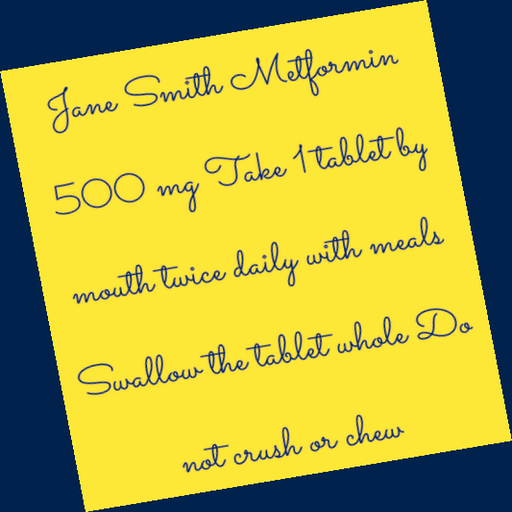 Jane Smith Metformin
500 mg Take 1 tablet by
mouth twice daily with meals
Swallow the tablet whole Do
not crush or chew